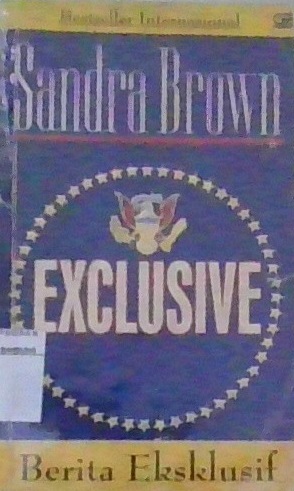 Bestseller Internasional
Sandra Brown
EXCLUSIVE
Berita Eksklusif